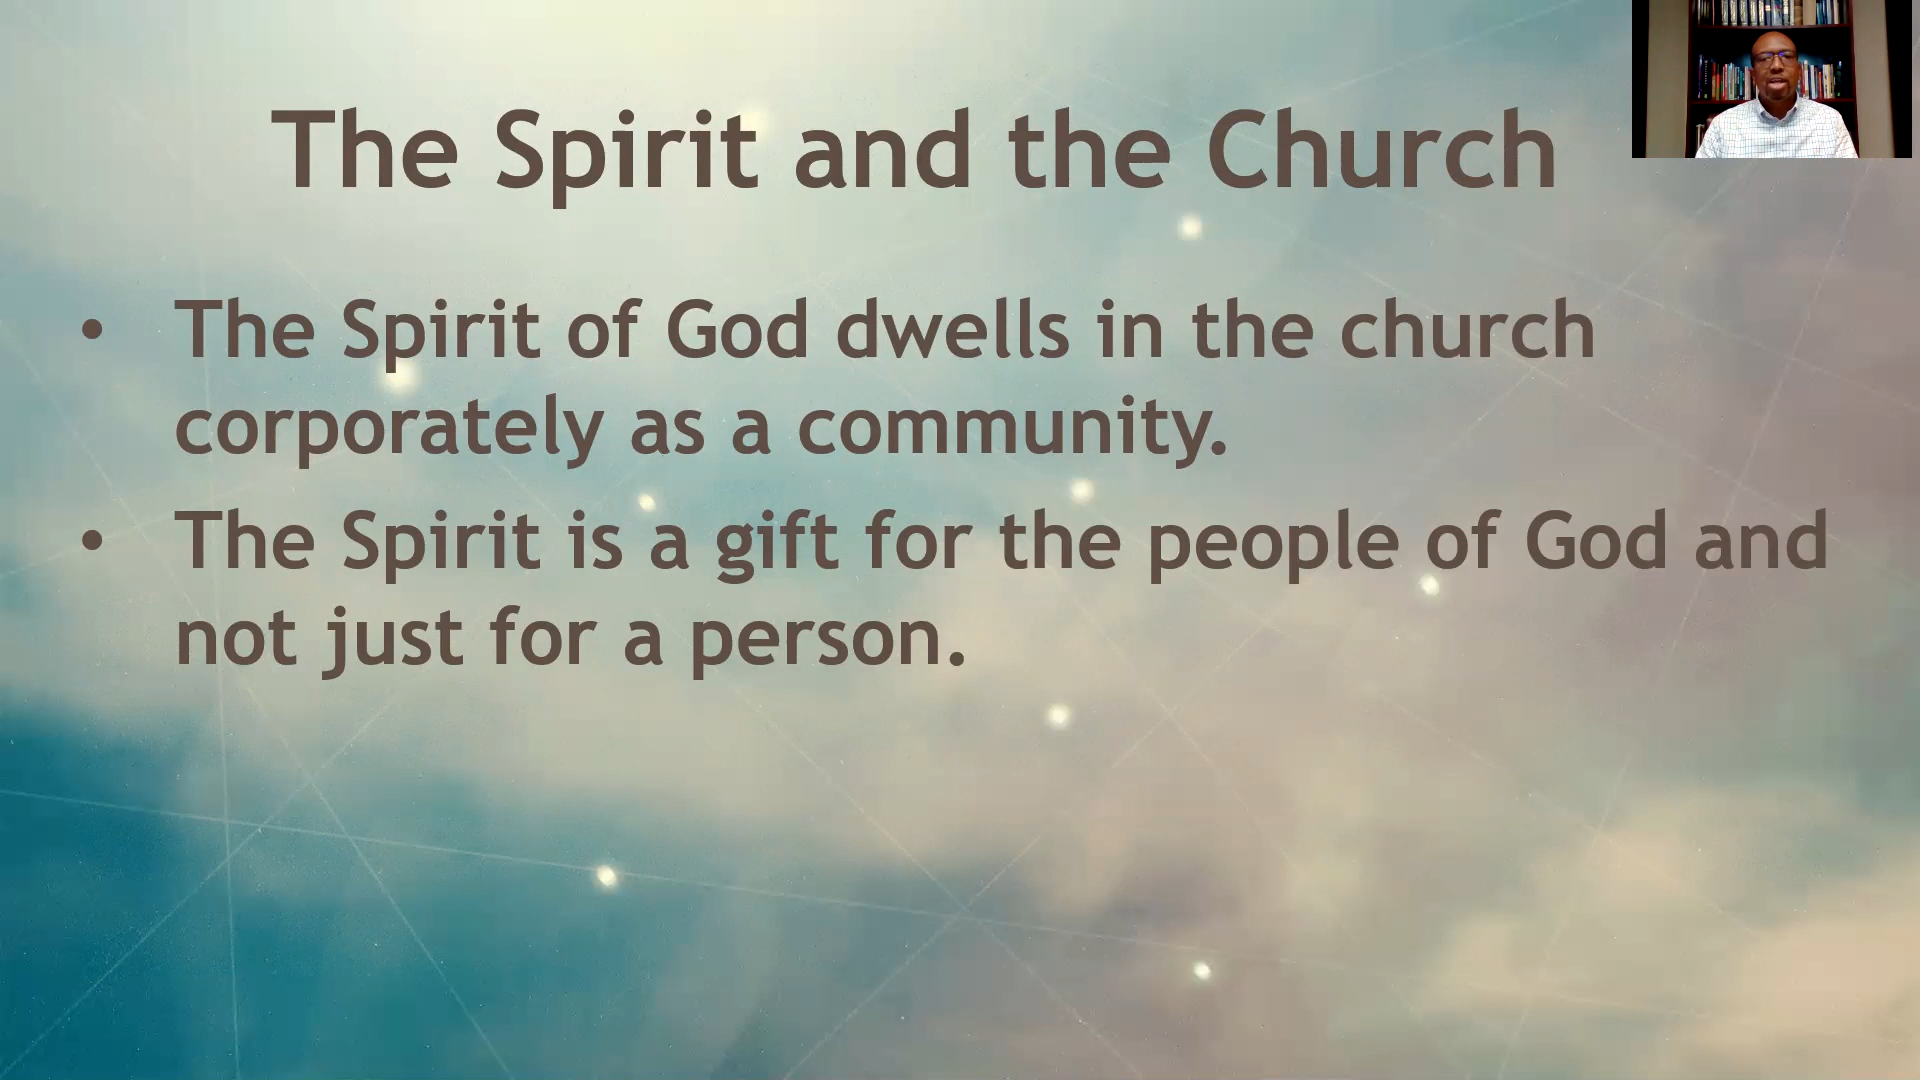 The Spirit and the Church
• The Spirit of God dwells in the church
corporately as a community.
• The Spirit is a gift for the people of God and
not just for a person.